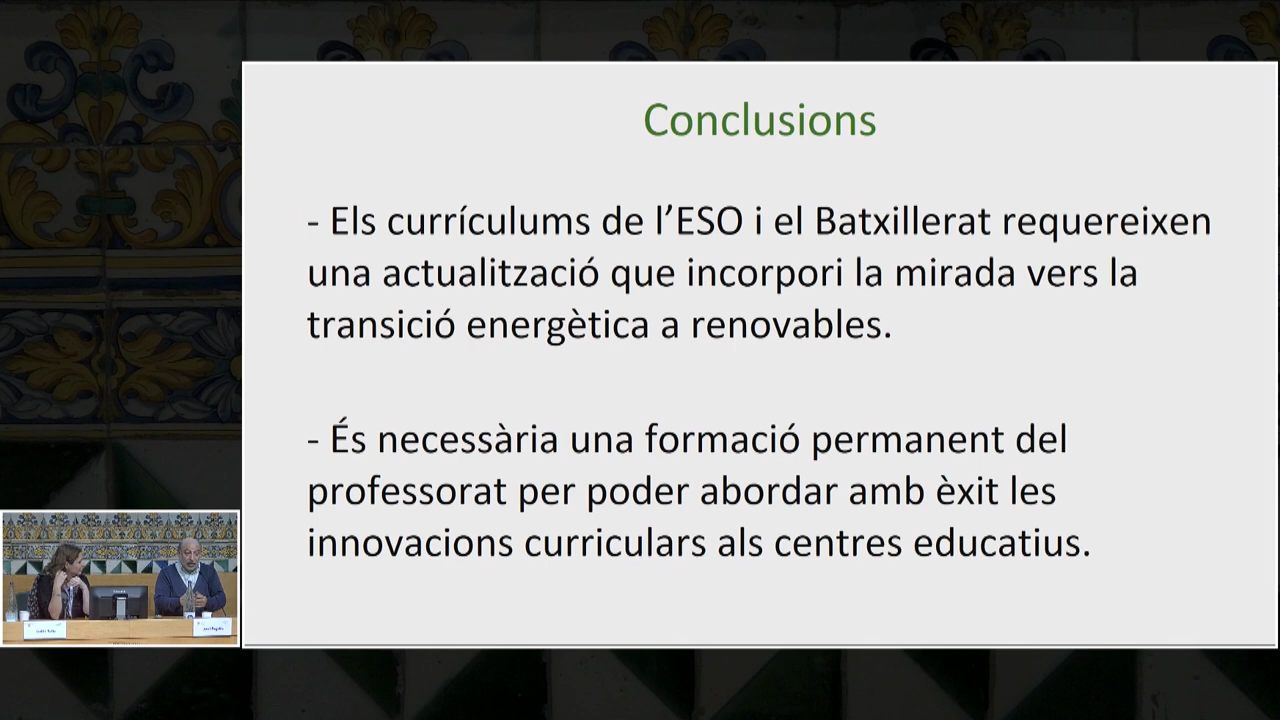 Conclusions
- Els currículums de l’ESO i el Batxillerat requereixen
una actualització que incorpori la mirada vers la
transició energètica a renovables.
- És necessària una formació permanent del
professorat per poder abordar amb èxit les
innovacions curriculars als centres educatius.